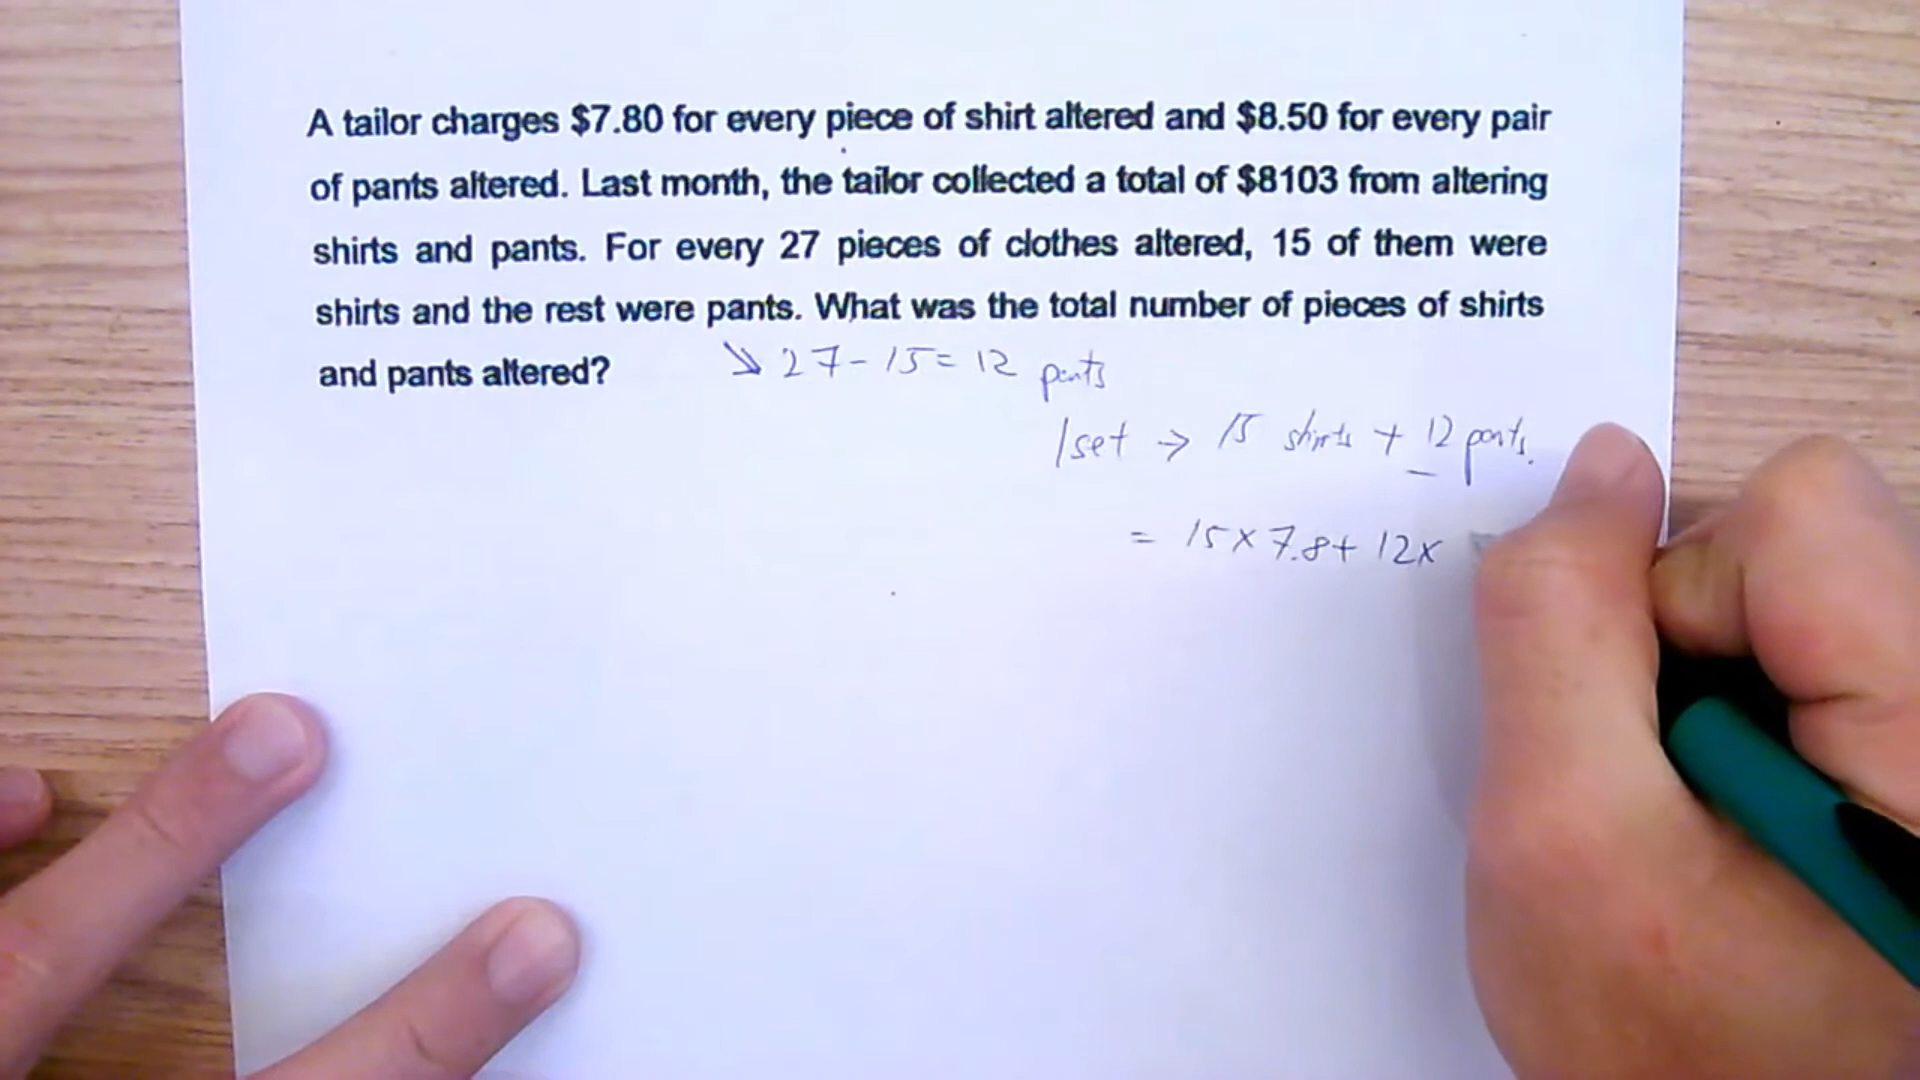 A tailor charges $7.80 for every piece of shirt altered and $8.50 for every pair
of pants altered. Last month, the tailor collected a total of $8103 from altering
shirts and pants. For every 27 pieces of clothes altered, 15 of them were
shirts and the rest were pants. What was the total number of pieces of shirts
and pants altered?
↘ 27 - 15 = 12 pants
1 set → 15 shirts + 12 pants.
= 15 x 7.8 + 12 x